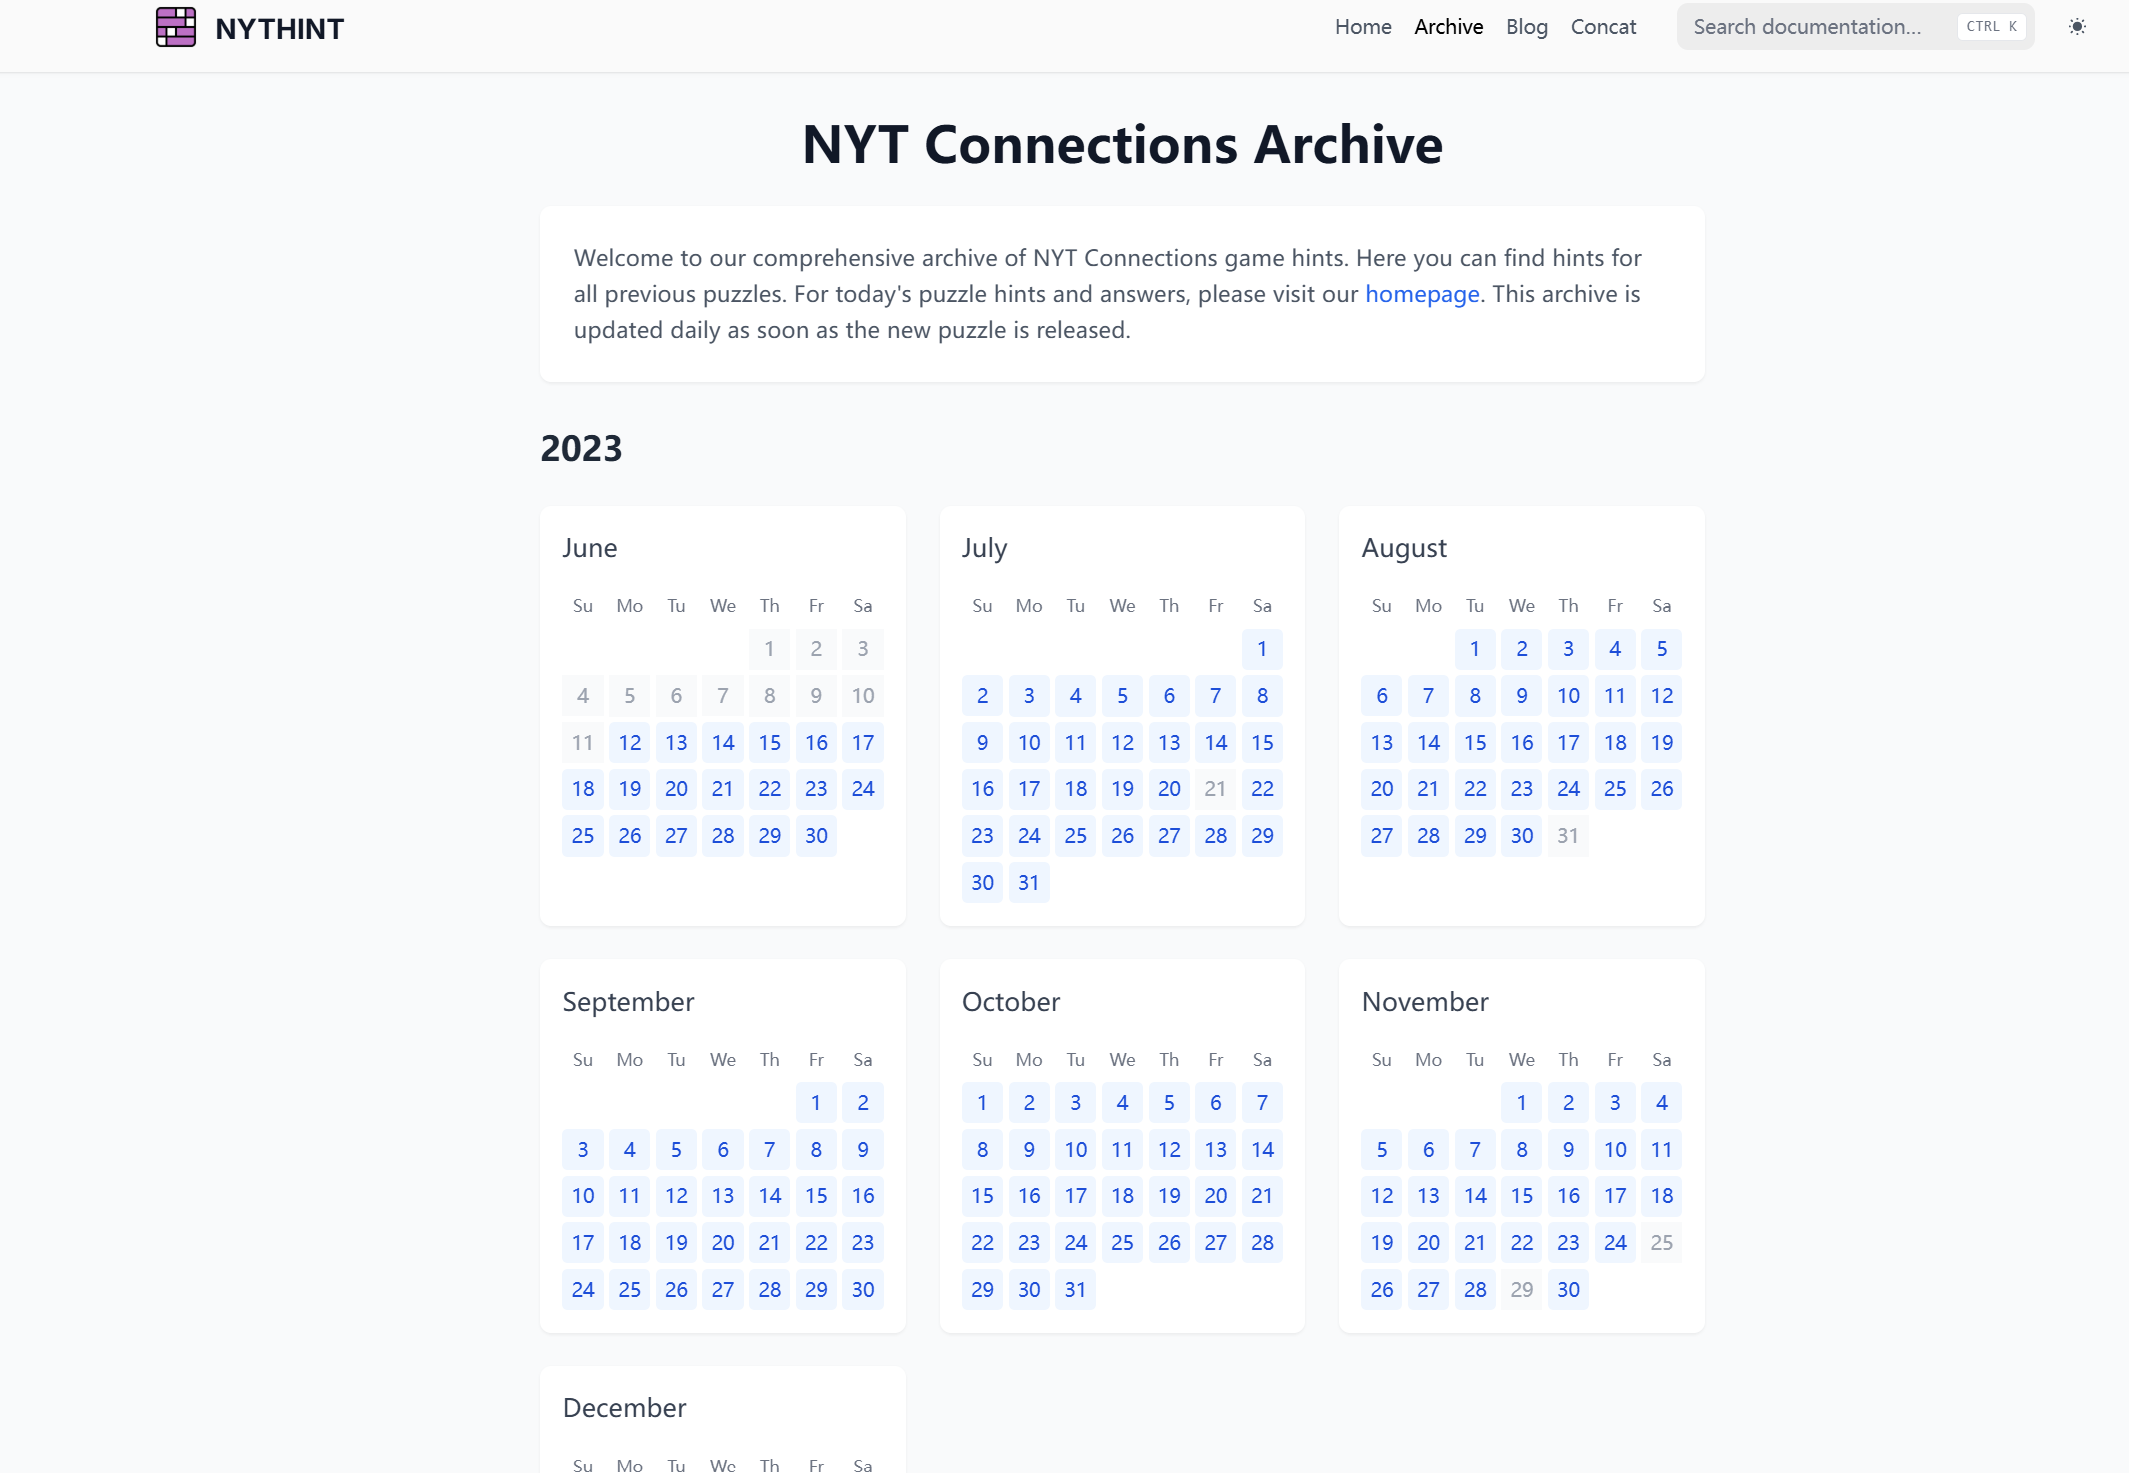 NYTHINT
Home Archive Blog Concat Search documentation... CTRL K
NYT Connections Archive
Welcome to our comprehensive archive of NYT Connections game hints. Here you can find hints for
all previous puzzles. For today's puzzle hints and answers, please visit our homepage. This archive is
updated daily as soon as the new puzzle is released.
2023
June
Su Mo Tu We Th Fr Sa
1 2 3
4 5 6 7 8 9 10
11 12 13 14 15 16 17
18 19 20 21 22 23 24
25 26 27 28 29 30
July
Su Mo Tu We Th Fr Sa
1
2 3 4 5 6 7 8
9 10 11 12 13 14 15
16 17 18 19 20 21 22
23 24 25 26 27 28 29
30 31
August
Su Mo Tu We Th Fr Sa
1 2 3 4 5
6 7 8 9 10 11 12
13 14 15 16 17 18 19
20 21 22 23 24 25 26
27 28 29 30 31
September
Su Mo Tu We Th Fr Sa
1 2
3 4 5 6 7 8 9
10 11 12 13 14 15 16
17 18 19 20 21 22 23
24 25 26 27 28 29 30
October
Su Mo Tu We Th Fr Sa
1 2 3 4 5 6 7
8 9 10 11 12 13 14
15 16 17 18 19 20 21
22 23 24 25 26 27 28
29 30 31
November
Su Mo Tu We Th Fr Sa
1 2 3 4
5 6 7 8 9 10 11
12 13 14 15 16 17 18
19 20 21 22 23 24 25
26 27 28 29 30
December
Su Mo Tu We Th Fr Sa